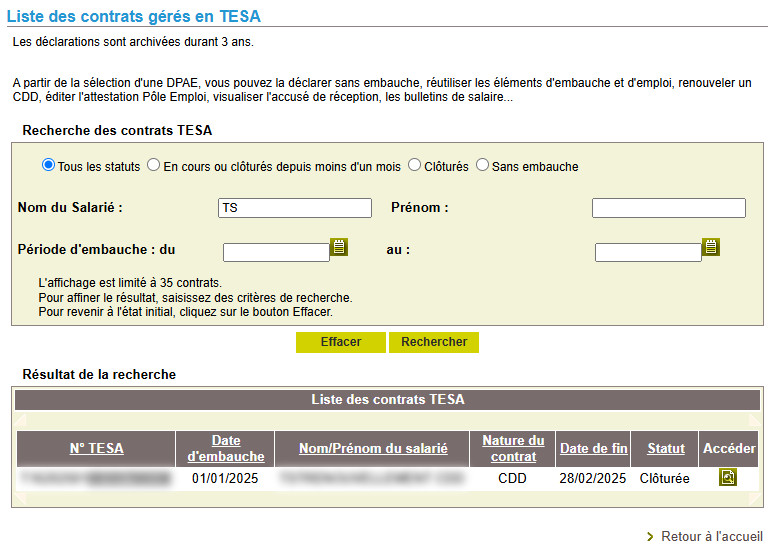 Liste des contrats gérés en TESA
Les déclarations sont archivées durant 3 ans.
A partir de la sélection d'une DPAE, vous pouvez la déclarer sans embauche, réutiliser les éléments d'embauche et d'emploi, renouveler un
CDD, éditer l'attestation Pôle Emploi, visualiser l'accusé de réception, les bulletins de salaire...
Recherche des contrats TESA
Tous les statuts En cours ou clôturés depuis moins d'un mois Clôturés Sans embauche
Nom du Salarié : TS Prénom :
Période d'embauche : du au :
L'affichage est limité à 35 contrats.
Pour affiner le résultat, saisissez des critères de recherche.
Pour revenir à l'état initial, cliquez sur le bouton Effacer.
Effacer Rechercher
Résultat de la recherche
Liste des contrats TESA
N° TESA Date d'embauche Nom/Prénom du salarié Nature du contrat Date de fin Statut Accéder
01/01/2025 CDD 28/02/2025 Clôturée
Retour à l'accueil